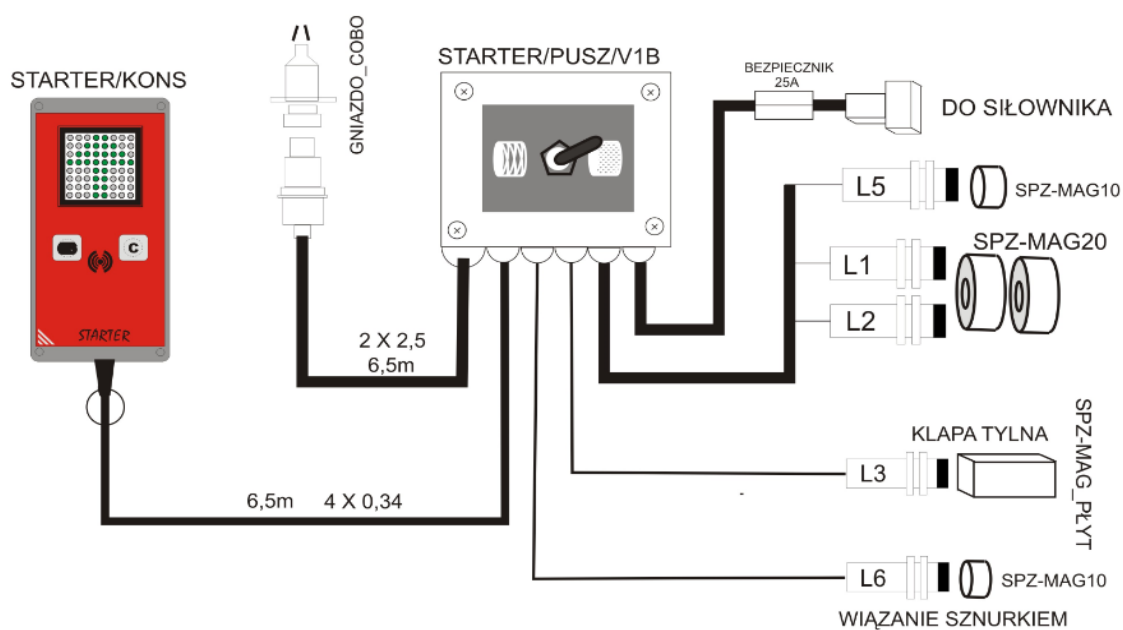 STARTER/KONS
GNIAZDO_COBO
STARTER/PUSZ/V1B
BEZPIECZNIK
25A
DO SIŁOWNIKA
L5
SPZ-MAG10
L1
SPZ-MAG20
L2
C
STARTER
2 X 2,5
6,5m
KLAPA TYLNA
L3
SPZ-MAG_PŁYT
6,5m 4 X 0,34
L6
SPZ-MAG10
WIĄZANIE SZNURKIEM